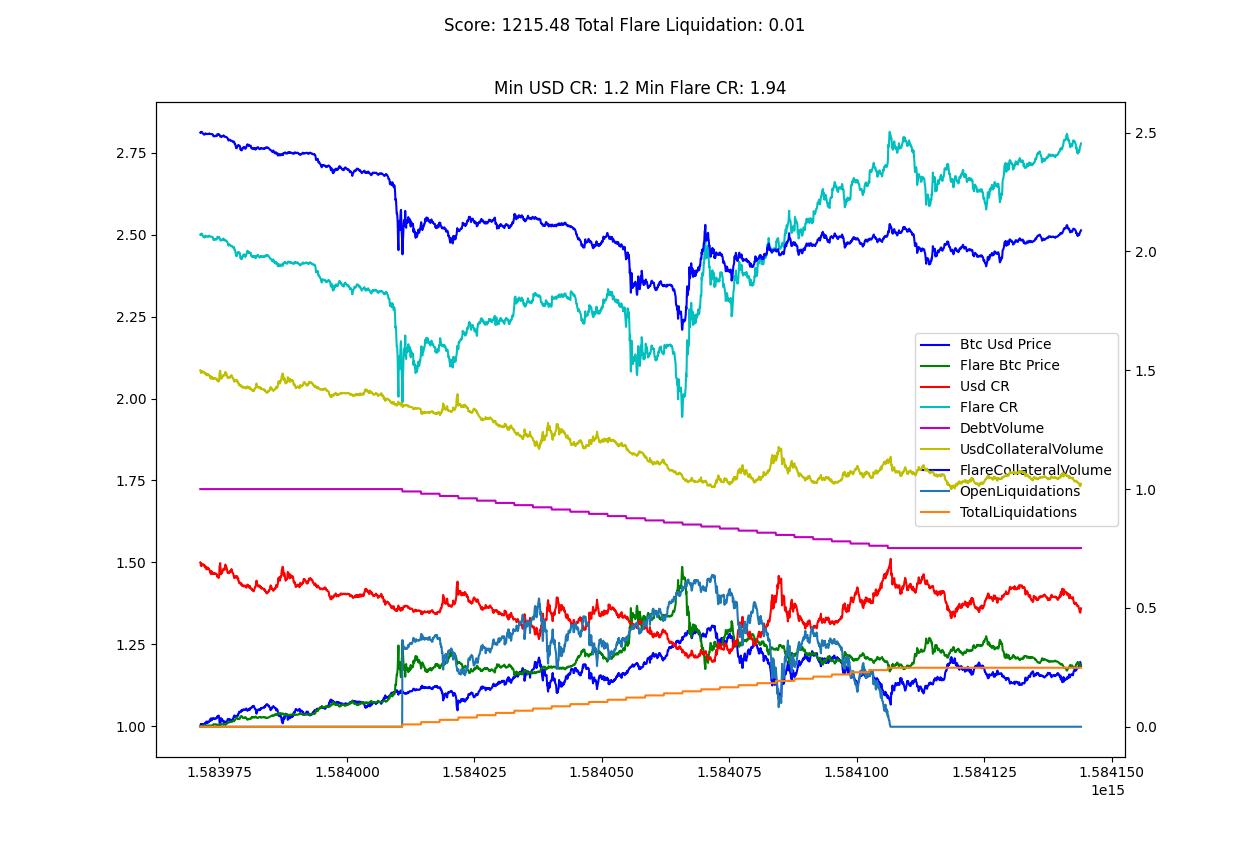 Score: 1215.48 Total Flare Liquidation: 0.01
Min USD CR: 1.2 Min Flare CR: 1.94
2.75
2.50
2.25
2.00
1.75
1.50
1.25
1.00
2.5
2.0
1.5
1.0
0.5
0.0
Btc Usd Price
Flare Btc Price
Usd CR
Flare CR
DebtVolume
UsdCollateralVolume
FlareCollateralVolume
OpenLiquidations
TotalLiquidations
1.583975 1.584000 1.584025 1.584050 1.584075 1.584100 1.584125 1.584150
1e15